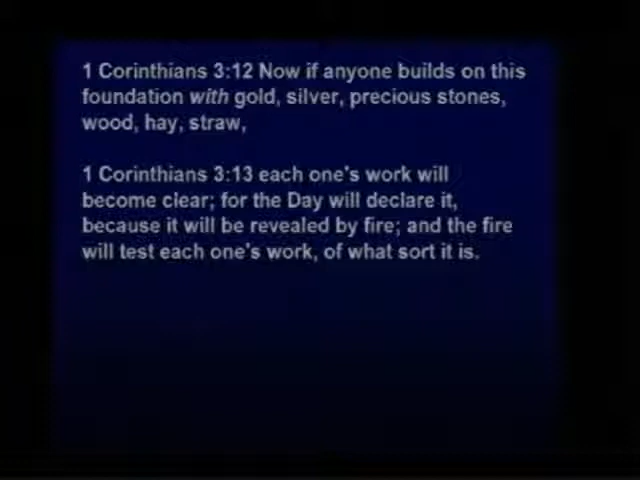 1 Corinthians 3:12 Now if anyone builds on this
foundation with gold, silver, precious stones,
wood, hay, straw,
1 Corinthians 3:13 each one's work will
become clear; for the Day will declare it,
because it will be revealed by fire; and the fire
will test each one's work, of what sort it is.